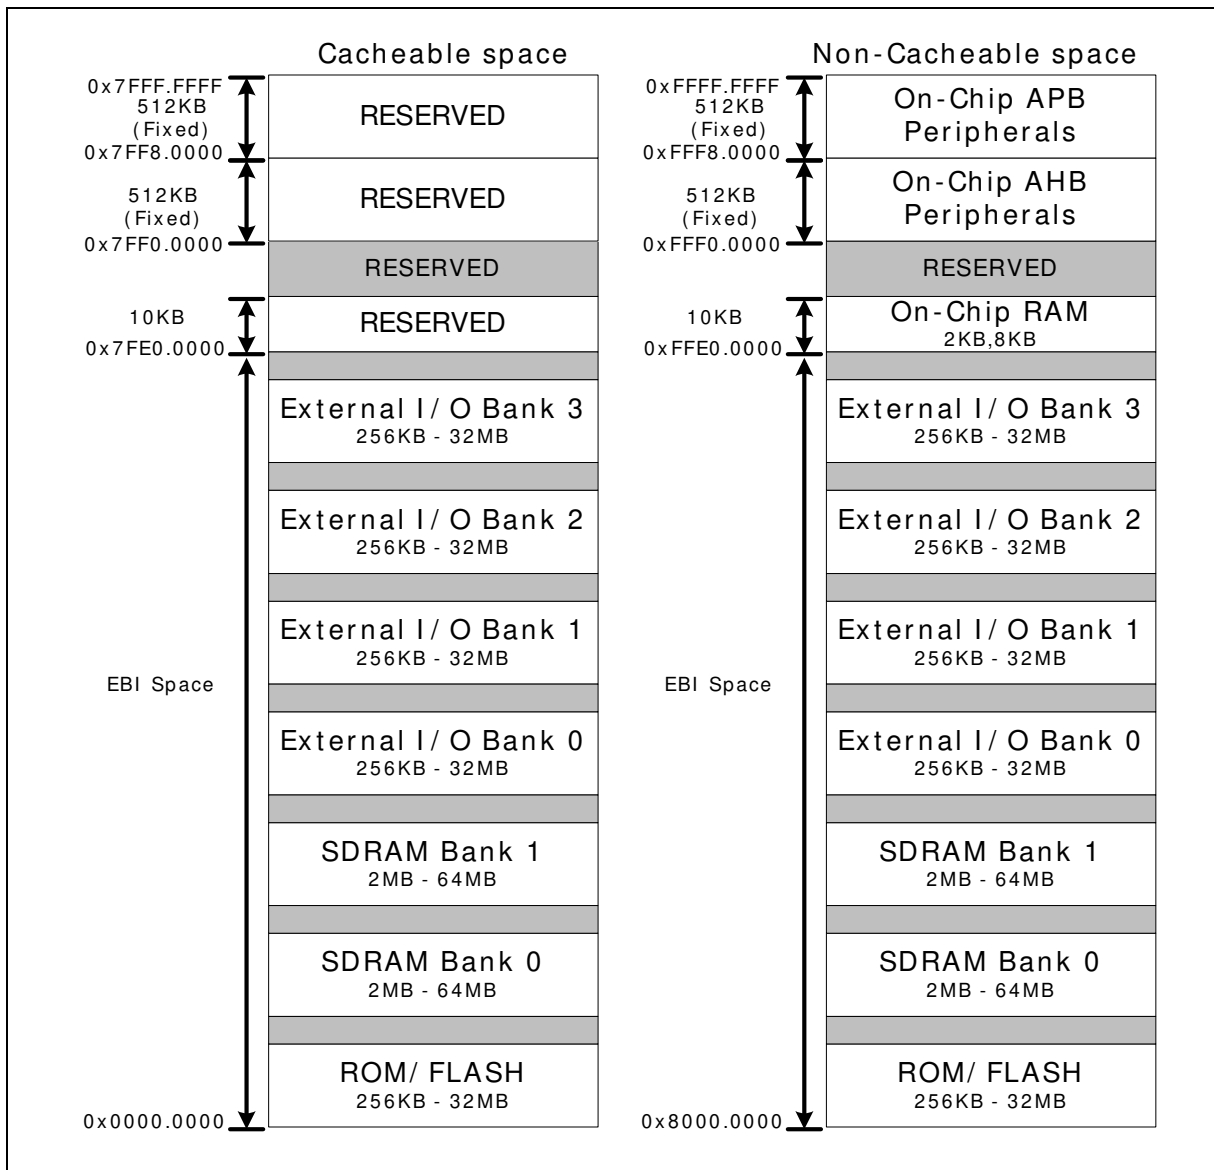 Cacheable space
0x7FFF.FFFF
512KB
(Fixed)
0x7FF8.0000
RESERVED
512KB
(Fixed)
0x7FF0.0000
RESERVED
RESERVED
10KB
0x7FE0.0000
RESERVED
External I/O Bank 3
256KB - 32MB
External I/O Bank 2
256KB - 32MB
External I/O Bank 1
256KB - 32MB
EBI Space
External I/O Bank 0
256KB - 32MB
SDRAM Bank 1
2MB - 64MB
SDRAM Bank 0
2MB - 64MB
ROM/FLASH
256KB - 32MB
0x0000.0000
Non-Cacheable space
0xFFFF.FFFF
512KB
(Fixed)
0xFFF8.0000
On-Chip APB
Peripherals
512KB
(Fixed)
0xFFF0.0000
On-Chip AHB
Peripherals
RESERVED
10KB
0xFFE0.0000
On-Chip RAM
2KB,8KB
External I/O Bank 3
256KB - 32MB
External I/O Bank 2
256KB - 32MB
External I/O Bank 1
256KB - 32MB
EBI Space
External I/O Bank 0
256KB - 32MB
SDRAM Bank 1
2MB - 64MB
SDRAM Bank 0
2MB - 64MB
ROM/FLASH
256KB - 32MB
0x8000.0000